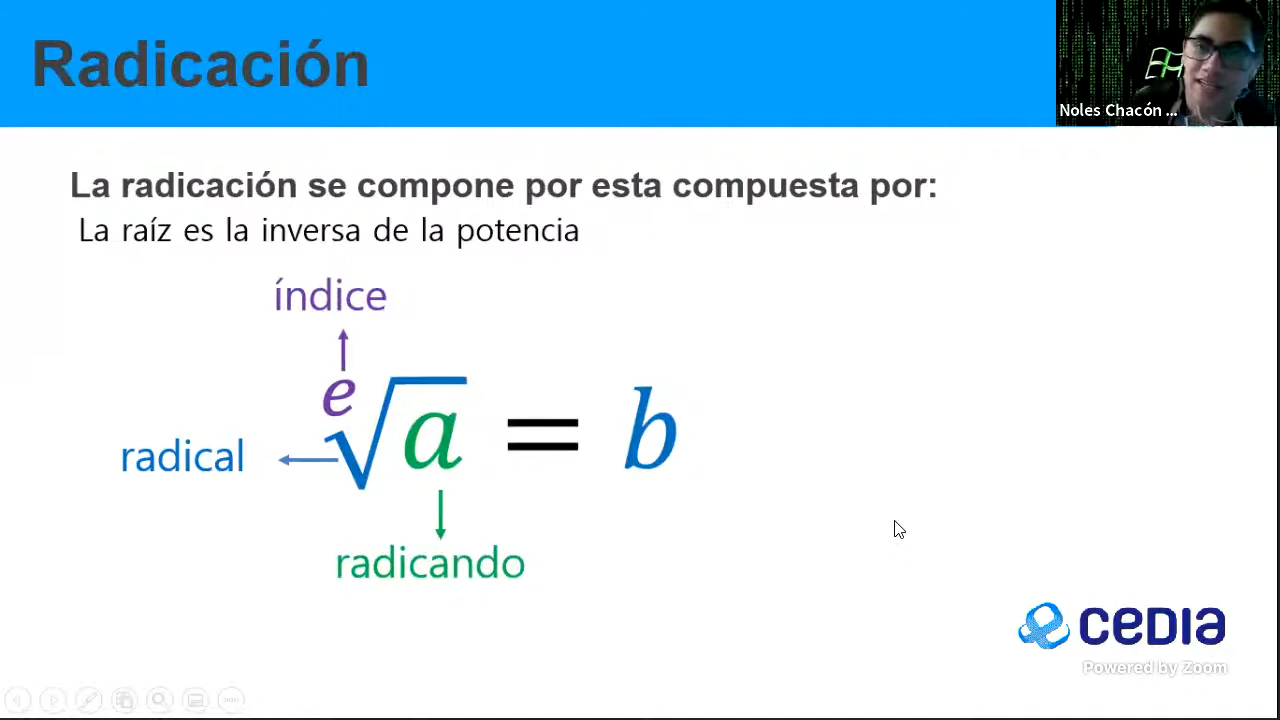 Radicación
Noles Chacón ...
La radicación se compone por esta compuesta por:
La raíz es la inversa de la potencia
índice
e
√a = b
radical
radicando
CEDIA
Powered by Zoom